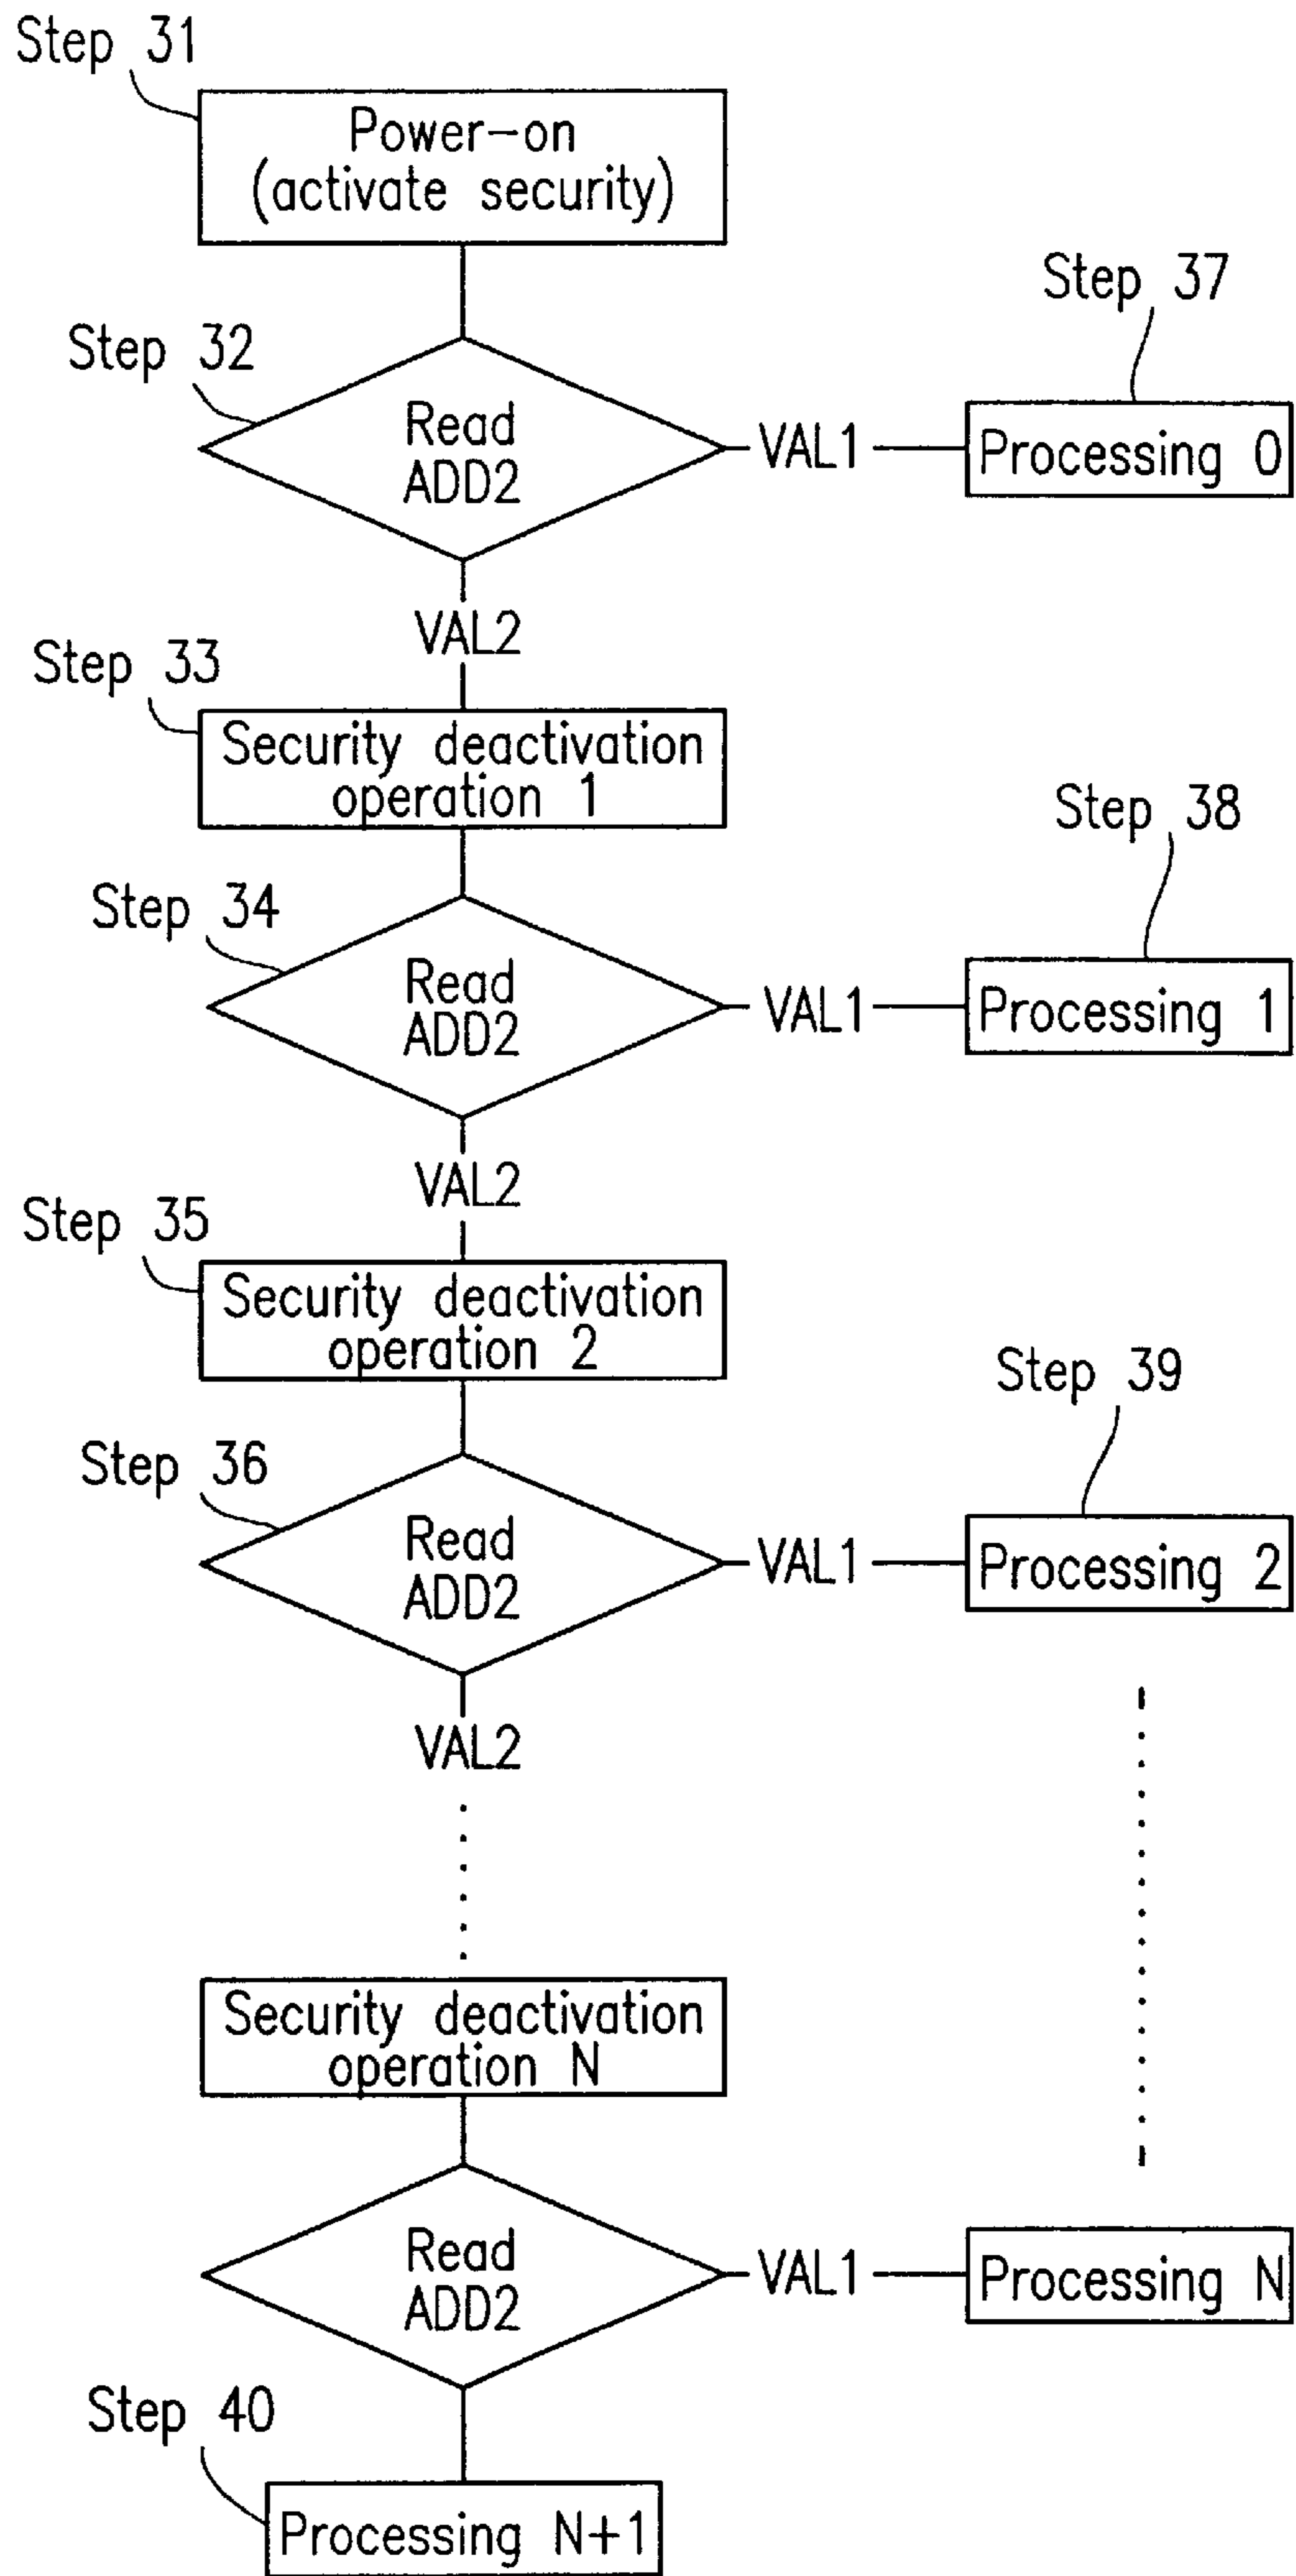 Step 31
Power-on
(activate security)
Step 37
Step 32
Read
ADD2
VAL1
Processing 0
VAL2
Step 33
Security deactivation
operation 1
Step 38
Step 34
Read
ADD2
VAL1
Processing 1
VAL2
Step 35
Security deactivation
operation 2
Step 39
Step 36
Read
ADD2
VAL1
Processing 2
VAL2
Security deactivation
operation N
Read
ADD2
VAL1
Processing N
Step 40
Processing N+1